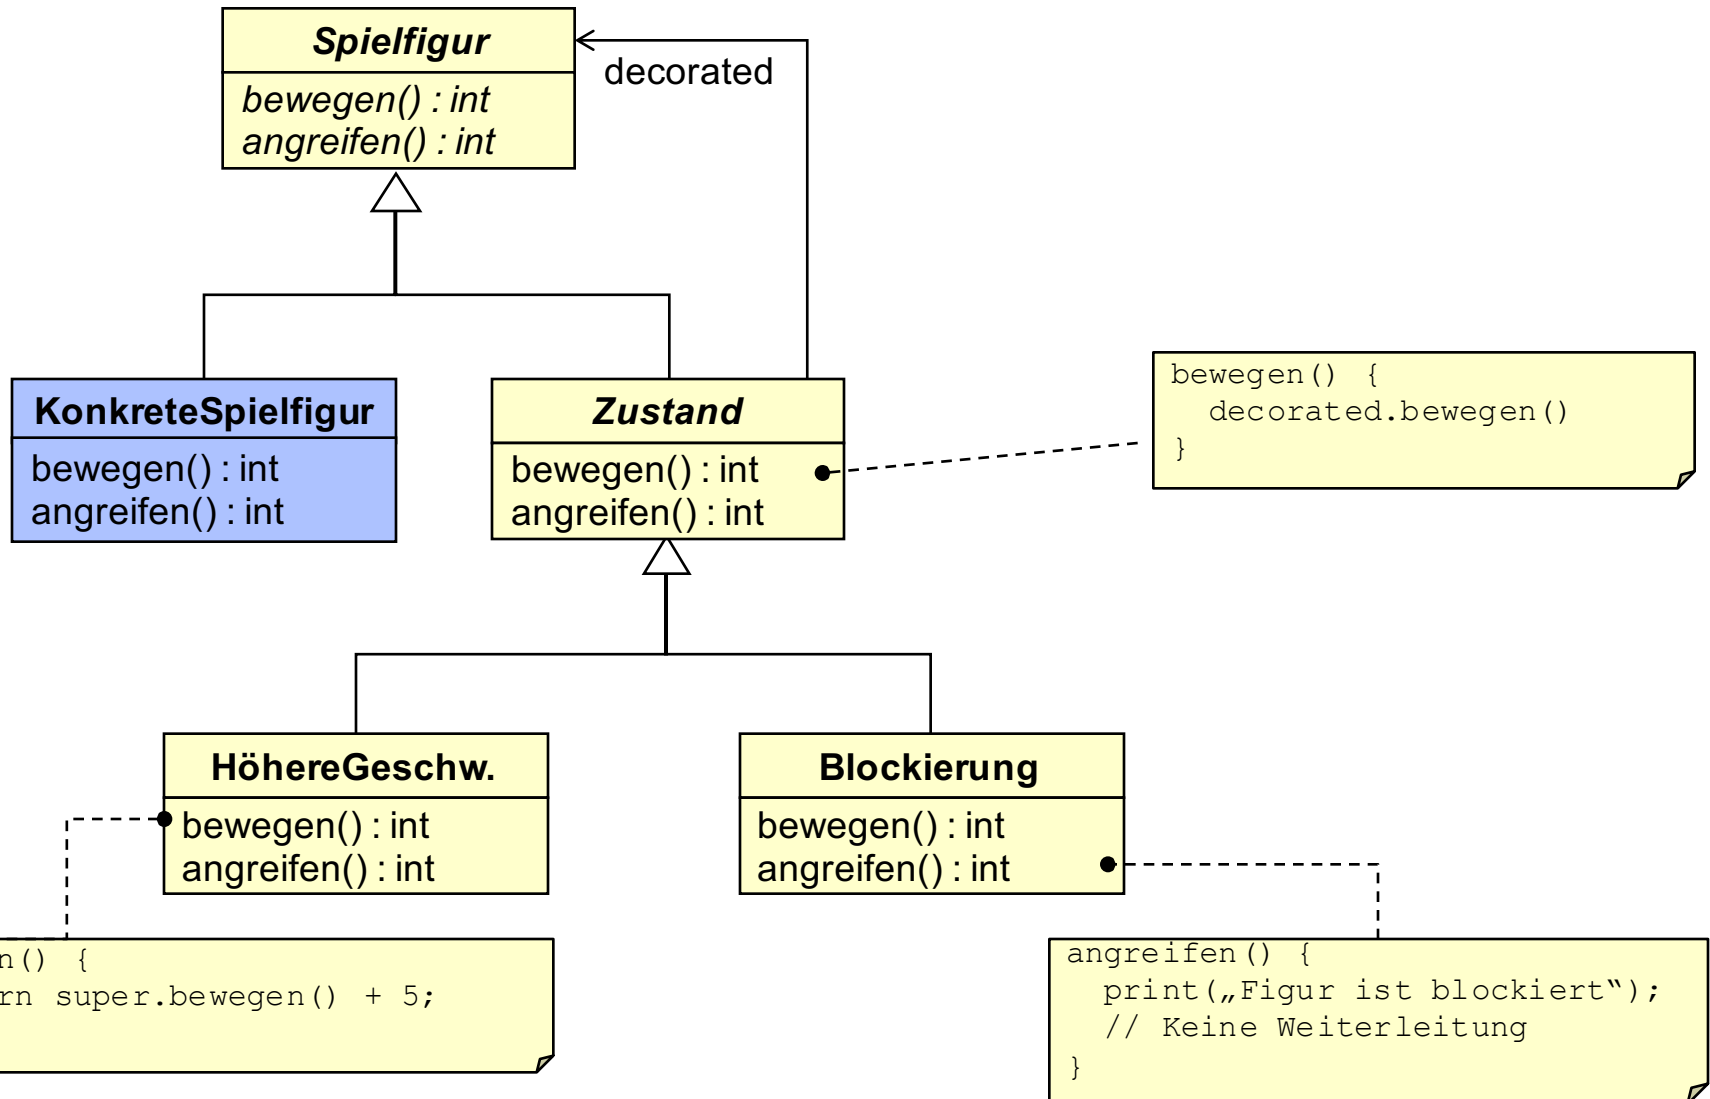 Spielfigur
bewegen() : int
angreifen() : int
decorated
KonkreteSpielfigur
bewegen() : int
angreifen() : int
Zustand
bewegen() : int
angreifen() : int
bewegen() {
decorated.bewegen()
}
HöhereGeschw.
bewegen() : int
angreifen() : int
Blockierung
bewegen() : int
angreifen() : int
n() {
rn super.bewegen() + 5;
angreifen() {
print(„Figur ist blockiert“);
// Keine Weiterleitung
}